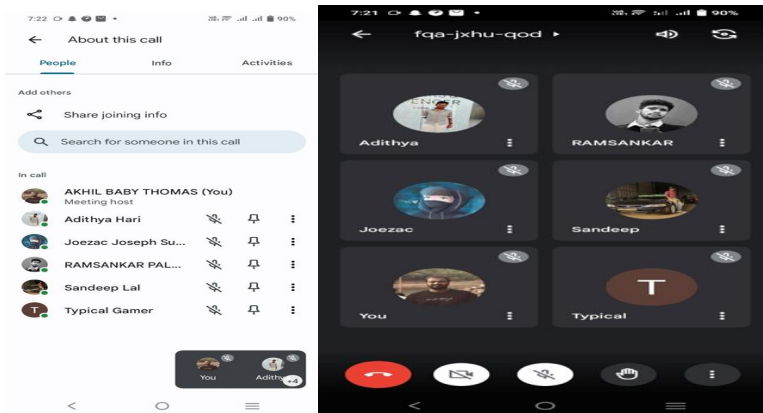 7:22
90%
About this call
People
Info
Activities
Add others
Share joining info
Search for someone in this call
In call
AKHIL BABY THOMAS (You)
Meeting host
Adithya Hari
Joezac Joseph Su...
RAMSANKAR PAL...
Sandeep Lal
T
Typical Gamer
You
Adith
+4
7:21
90%
fqa-jxhu-qod
Adithya
RAMSANKAR
Joezac
Sandeep
T
You
Typical